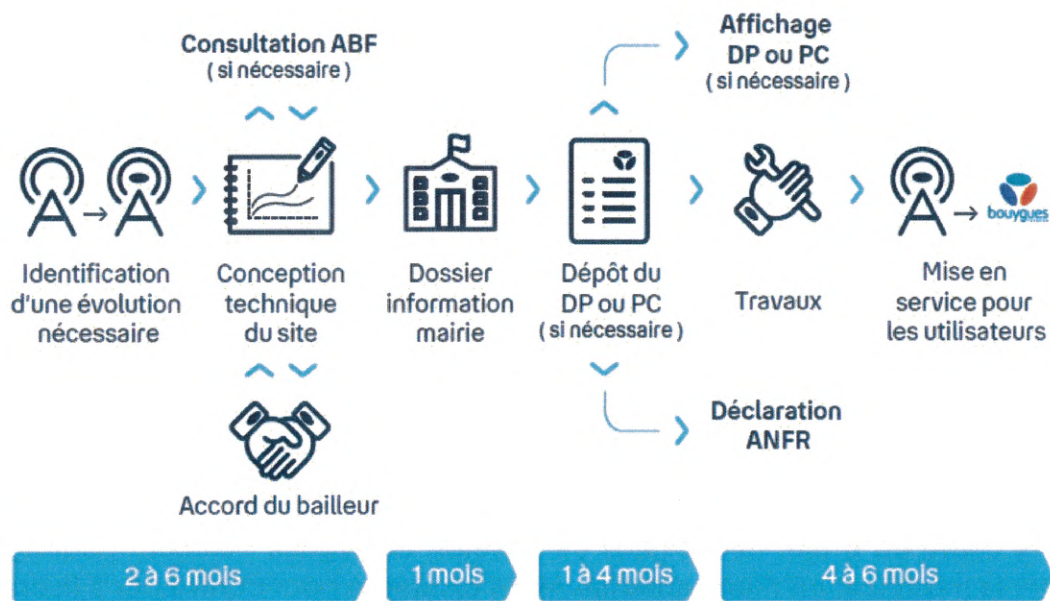 Consultation ABF
( si nécessaire )
Affichage
DP ou PC
( si nécessaire )
bouygues
Identification
d'une évolution
nécessaire
Conception
technique
du site
Dossier
information
mairie
Dépôt du
DP ou PC
( si nécessaire )
Travaux
Mise en
service pour
les utilisateurs
Déclaration
ANFR
Accord du bailleur
2 à 6 mois
1 mois
1 à 4 mois
4 à 6 mois